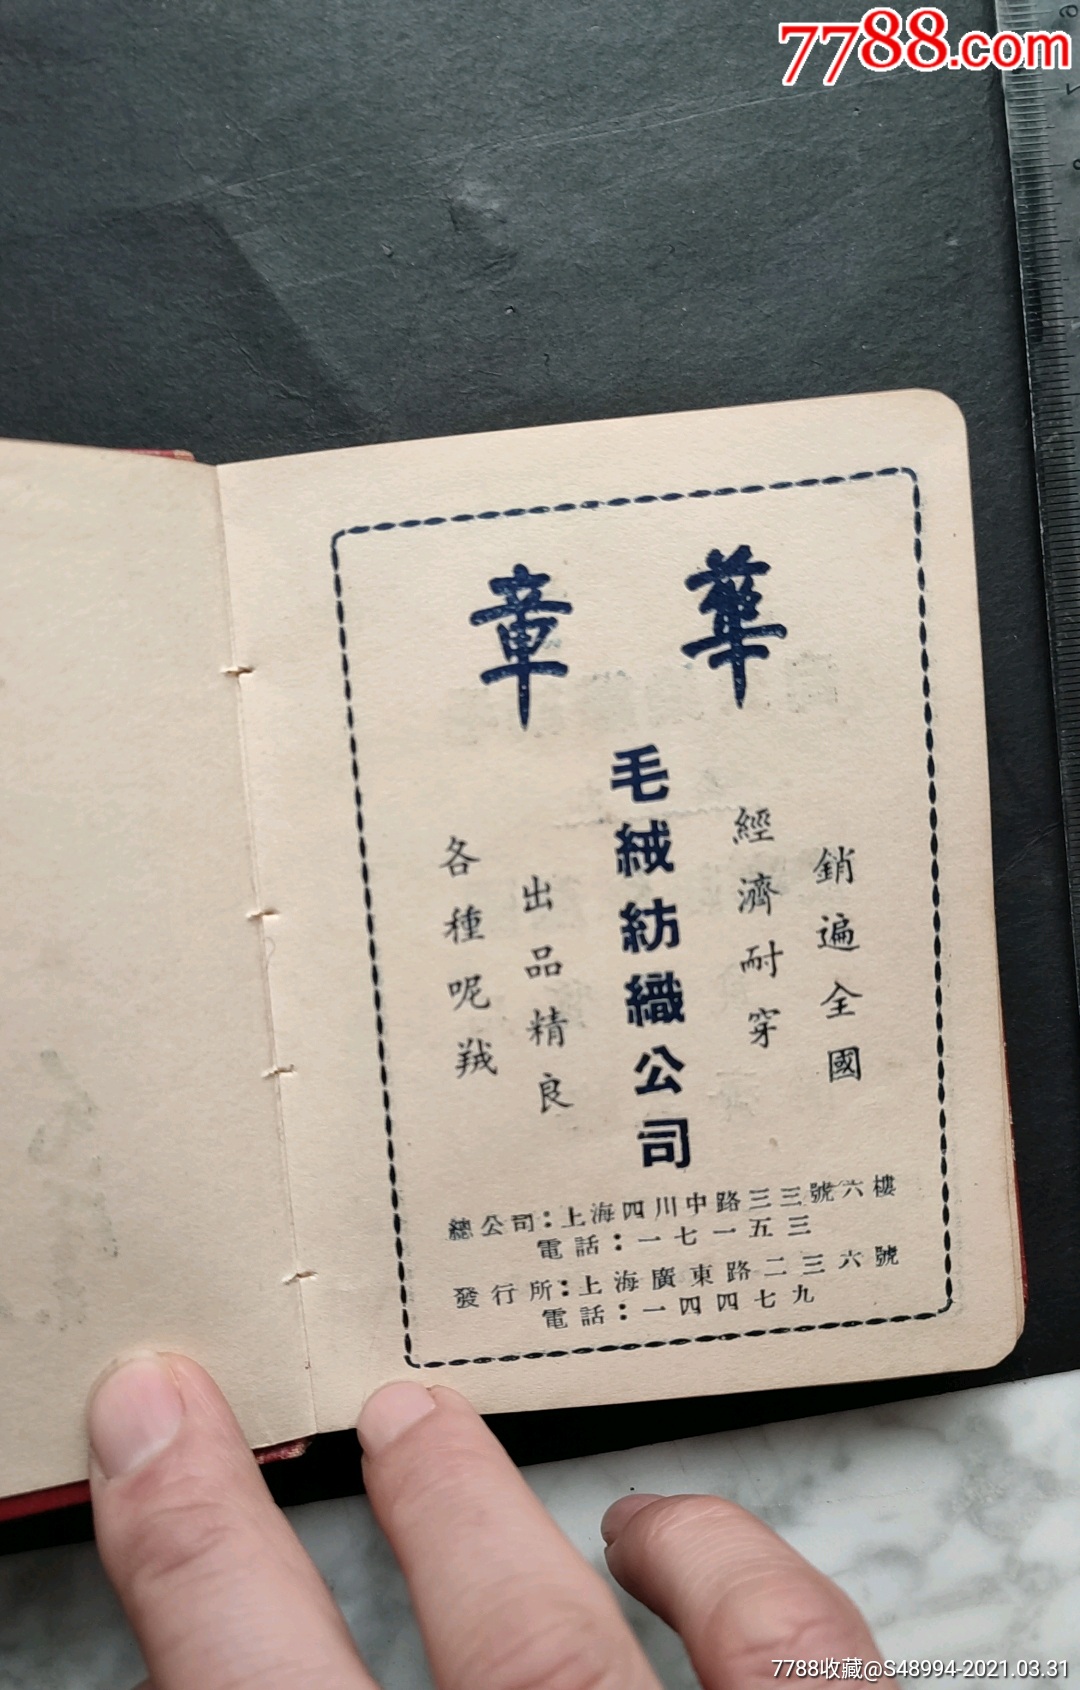 7788.com
華章
毛絨紡織公司
銷遍全國
經濟耐穿
出品精良
各種呢羢
總公司：上海四川中路三三號六樓
電話：一七一五三
發行所：上海廣東路二三六號
電話：一四四七九
7788收藏@S48994-2021.03.31